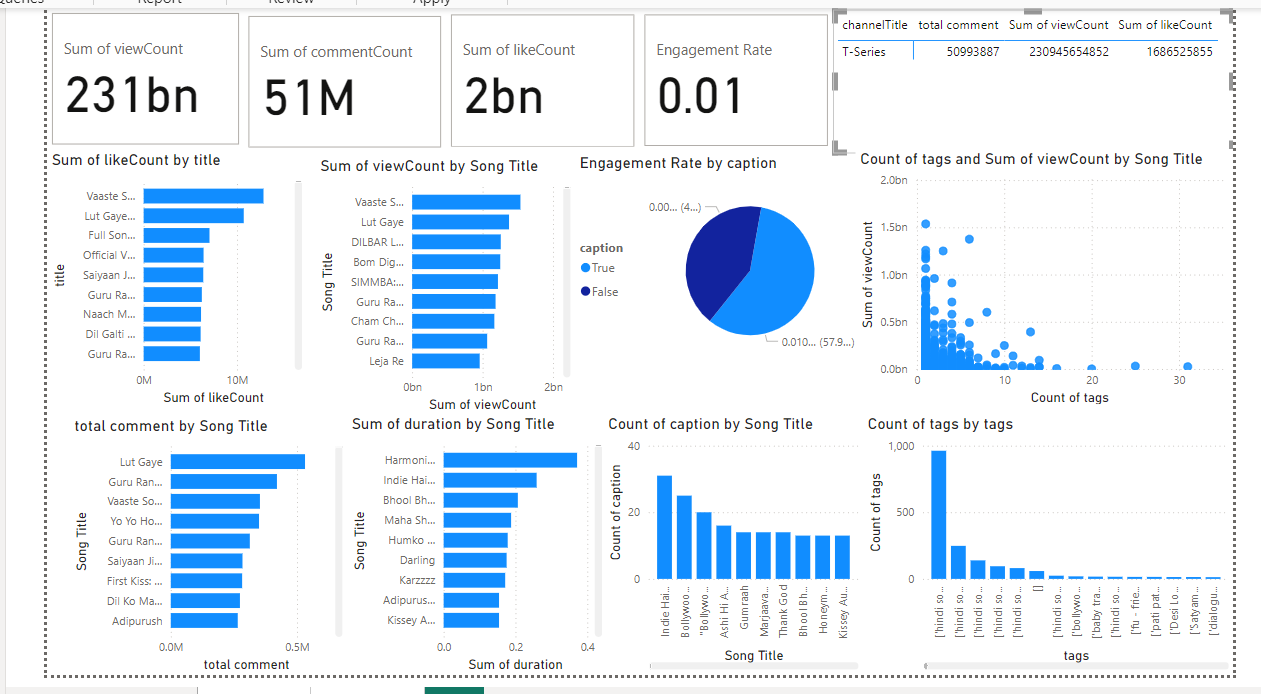 Report
Review
Apply
Sum of viewCount
231bn
Sum of commentCount
51M
Sum of likeCount
2bn
Engagement Rate
0.01
channelTitle total comment Sum of viewCount Sum of likeCount
T-Series 50993887 230945654852 1686525855
Sum of likeCount by title
title
Vaaste S...
Lut Gaye...
Full Son...
Official V...
Saiyaan J...
Guru Ra...
Naach M...
Dil Galti ...
Guru Ra...
0M 10M
Sum of likeCount
Sum of viewCount by Song Title
Song Title
Vaaste S...
Lut Gaye
DILBAR L...
Bom Dig...
SIMMBA:...
Guru Ra...
Cham Ch...
Guru Ra...
Leja Re
0bn 1bn 2bn
Sum of viewCount
Engagement Rate by caption
0.00... (4...)
caption
True
False
0.010... (57.9...)
Count of tags and Sum of viewCount by Song Title
Sum of viewCount
2.0bn
1.5bn
1.0bn
0.5bn
0.0bn
0 10 20 30
Count of tags
total comment by Song Title
Song Title
Lut Gaye
Guru Ran...
Vaaste So...
Yo Yo Ho...
Guru Ran...
Saiyaan Ji...
First Kiss: ...
Dil Ko Ma...
Adipurush
0.0M 0.5M
total comment
Sum of duration by Song Title
Song Title
Harmoni...
Indie Hai...
Bhool Bh...
Maha Sh...
Humko ...
Darling
Karzzzz
Adipurus...
Kissey A...
0.0 0.2 0.4
Sum of duration
Count of caption by Song Title
Count of caption
40
20
0
Indie Hai...
Bollywoo...
"Bollywo...
Ashi Hi A...
Gumraah
Marjaava...
Thank God
Bhool Bh...
Honeym...
Kissey Au...
Song Title
Count of tags by tags
Count of tags
1,000
500
0
['hindi so...
['hindi so...
['hindi so...
['hindi so...
['hindi so...
[]
['hindi so...
['bollywo...
['baby tra...
['hindi so...
['fu - frie...
['pati pat...
['Desi Lo...
['Satyam...
['dialogu...
tags